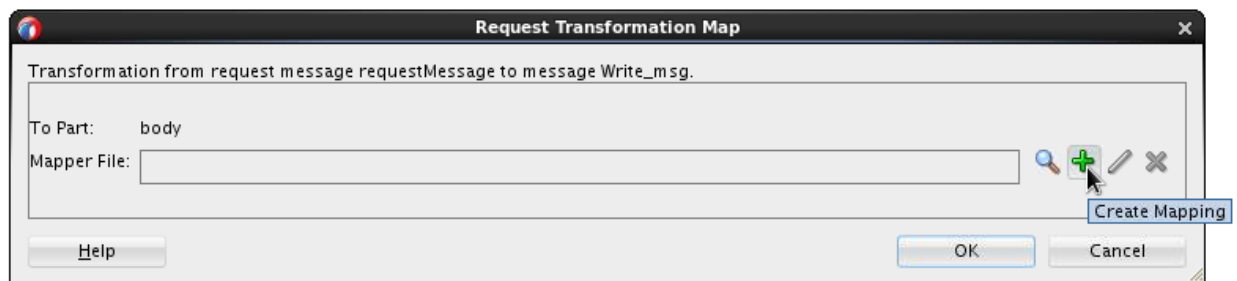 Request Transformation Map
Transformation from request message requestMessage to message Write_msg.
To Part: body
Mapper File:
Create Mapping
Help OK Cancel